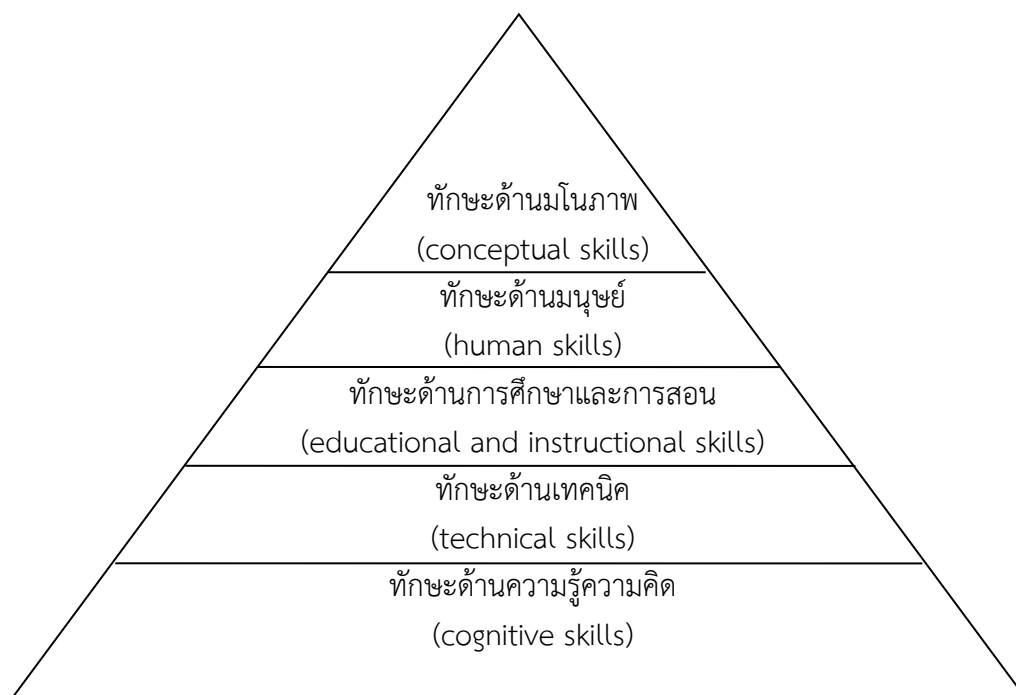 ทักษะด้านมโนภาพ
(conceptual skills)
ทักษะด้านมนุษย์
(human skills)
ทักษะด้านการศึกษาและการสอน
(educational and instructional skills)
ทักษะด้านเทคนิค
(technical skills)
ทักษะด้านความรู้ความคิด
(cognitive skills)